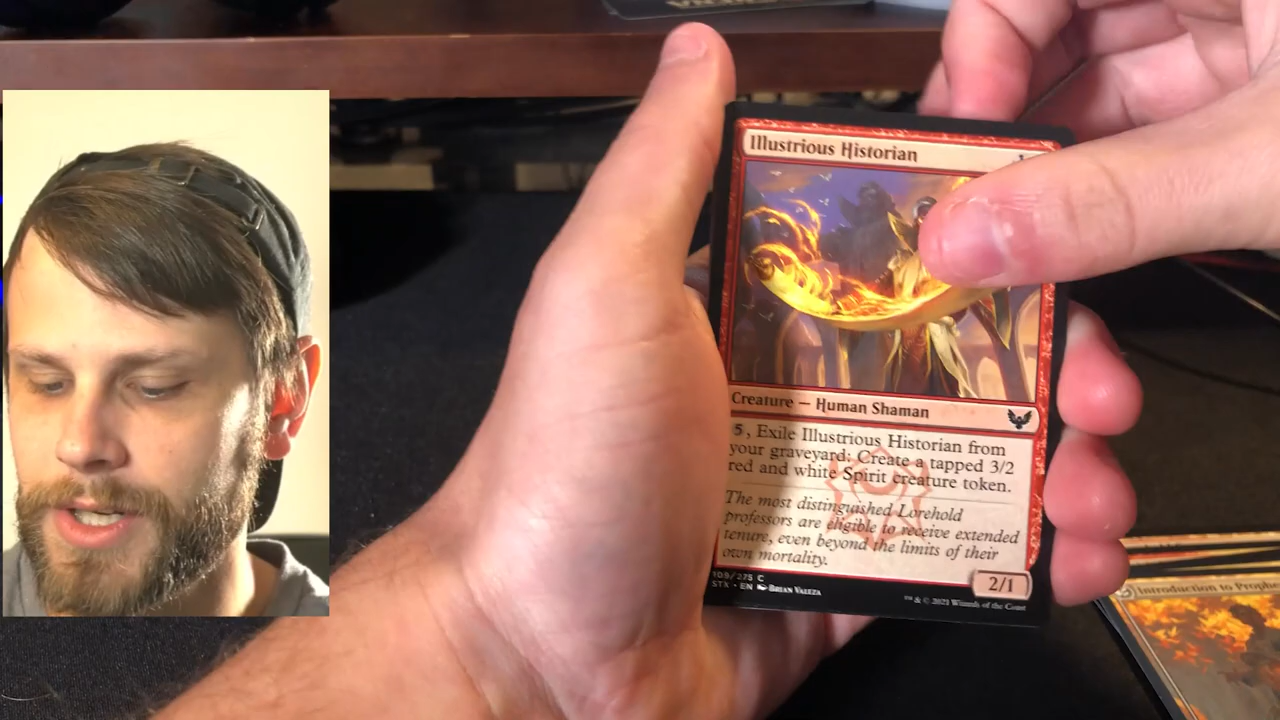 Illustrious Historian
Creature — Human Shaman
5, Exile Illustrious Historian from
your graveyard: Create a tapped 3/2
red and white Spirit creature token.
The most distinguished Lorehold
professors are eligible to receive extended
tenure, even beyond the limits of their
own mortality.
109/275 C
STX • EN Brian Valeza
™ & © 2021 Wizards of the Coast
2/1
Introduction to